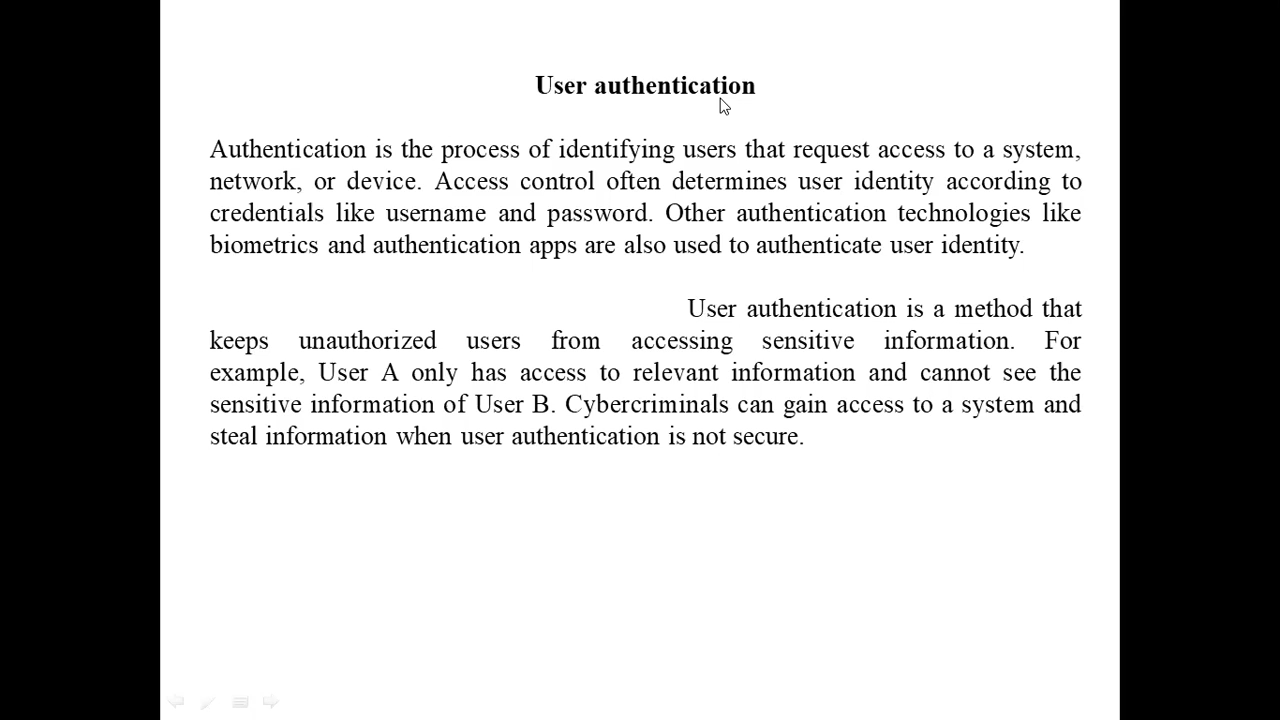 User authentication
Authentication is the process of identifying users that request access to a system,
network, or device. Access control often determines user identity according to
credentials like username and password. Other authentication technologies like
biometrics and authentication apps are also used to authenticate user identity.
User authentication is a method that
keeps unauthorized users from accessing sensitive information. For
example, User A only has access to relevant information and cannot see the
sensitive information of User B. Cybercriminals can gain access to a system and
steal information when user authentication is not secure.